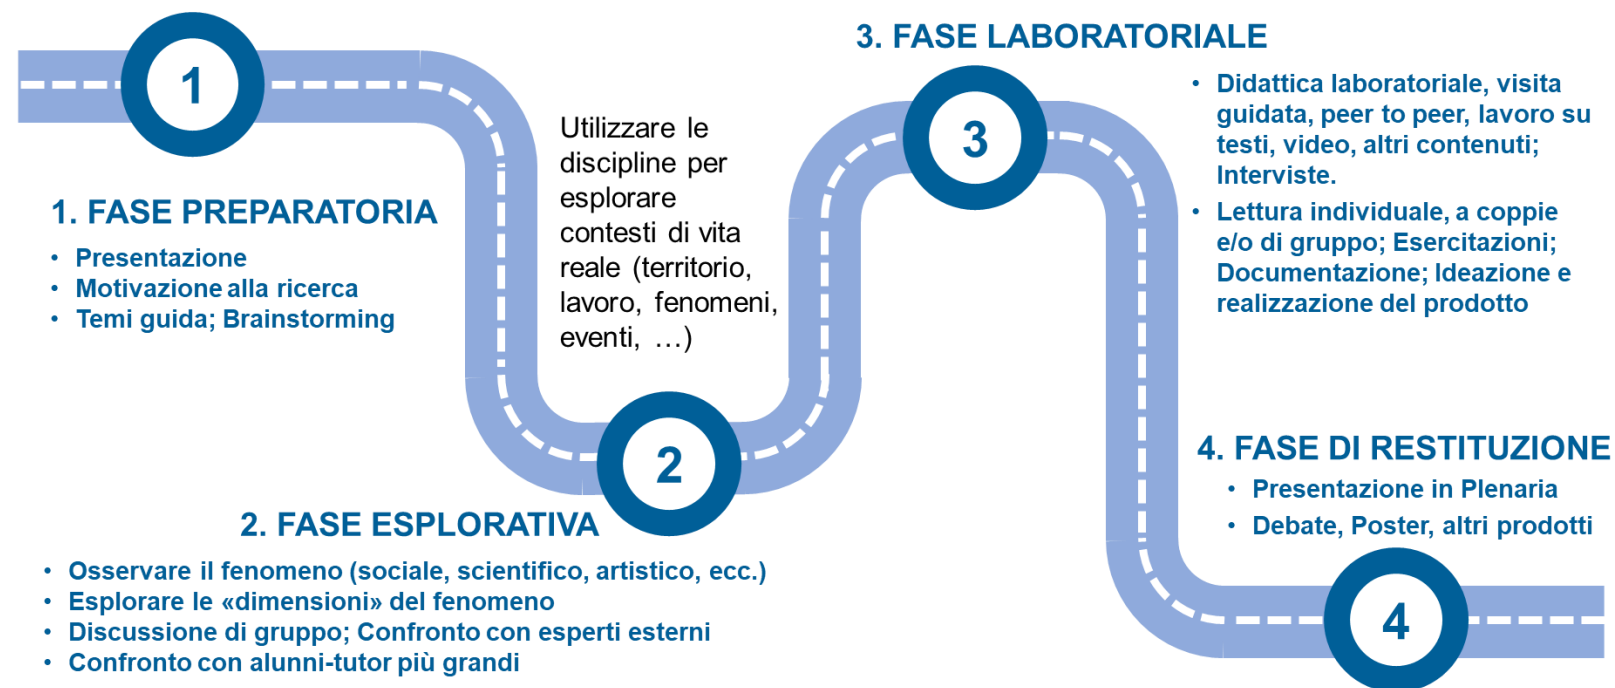 1
1. FASE PREPARATORIA
• Presentazione
• Motivazione alla ricerca
• Temi guida; Brainstorming
Utilizzare le
discipline per
esplorare
contesti di vita
reale (territorio,
lavoro, fenomeni,
eventi, …)
2
2. FASE ESPLORATIVA
• Osservare il fenomeno (sociale, scientifico, artistico, ecc.)
• Esplorare le «dimensioni» del fenomeno
• Discussione di gruppo; Confronto con esperti esterni
• Confronto con alunni-tutor più grandi
3. FASE LABORATORIALE
3
• Didattica laboratoriale, visita
guidata, peer to peer, lavoro su
testi, video, altri contenuti;
Interviste.
• Lettura individuale, a coppie
e/o di gruppo; Esercitazioni;
Documentazione; Ideazione e
realizzazione del prodotto
4. FASE DI RESTITUZIONE
• Presentazione in Plenaria
• Debate, Poster, altri prodotti
4